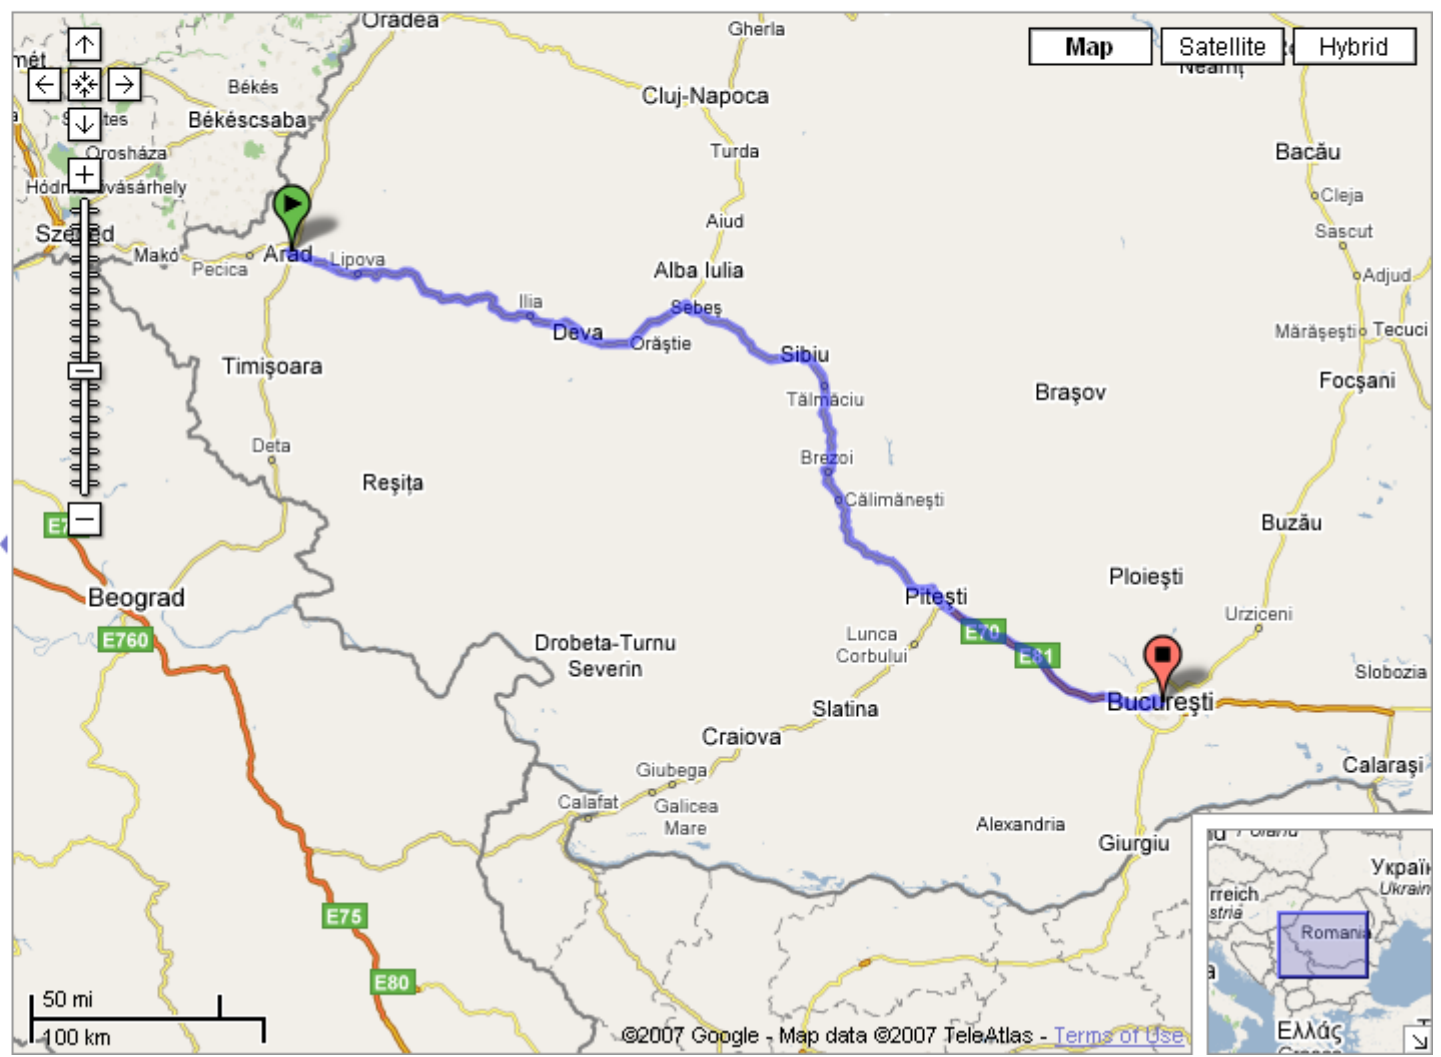 Oradea
Gherla
Map
Satellite
Hybrid
Neamţ
Békés
Cluj-Napoca
Békéscsaba
Turda
Bacău
Orosháza
Cleja
Aiud
Sascut
Makó
Pecica
Arad
Lipova
Alba Iulia
Adjud
Ilia
Sebeş
Deva
Orăştie
Mărăşeşti
Tecuci
Sibiu
Timişoara
Focşani
Tălmaciu
Braşov
Deta
Brezoi
Reşiţa
Călimăneşti
Buzău
Ploieşti
Beograd
Piteşti
Urziceni
E760
E70
Lunca
Corbului
Drobeta-Turnu
Severin
E81
Slobozia
Bucureşti
Slatina
Craiova
Calaraşi
Giubega
Calafat
Galicea
Mare
Alexandria
Giurgiu
E75
E80
Romania
Ελλάς
50 mi
100 km
©2007 Google - Map data ©2007 TeleAtlas - Terms of Use